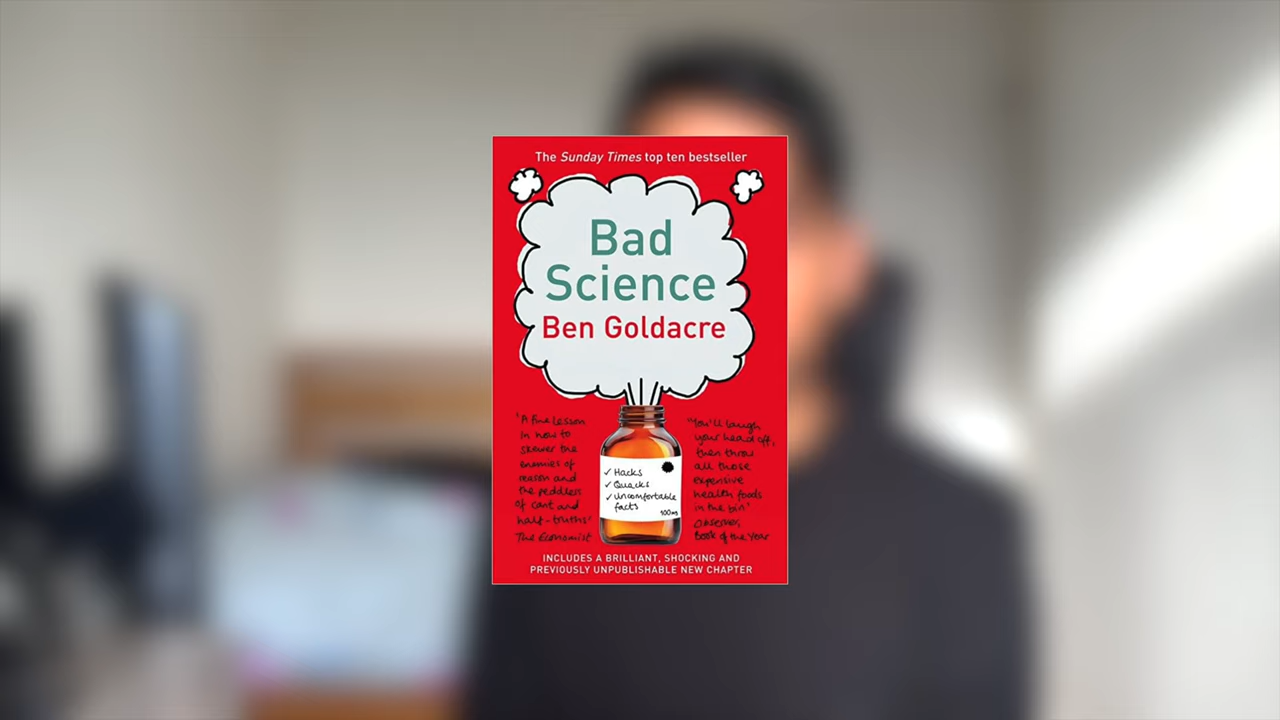 The Sunday Times top ten bestseller
Bad
Science
Ben Goldacre
'A fine lesson
in how to
skewer the
enemies of
reason and
the peddlers
of cant and
half-truths'
The Economist
'You'll laugh
your head off,
then throw
all those
expensive
health foods
in the bin'
Observer,
Book of the Year
✓ Hacks
✓ Quacks
✓ Uncomfortable
facts
100mg
INCLUDES A BRILLIANT, SHOCKING AND
PREVIOUSLY UNPUBLISHABLE NEW CHAPTER